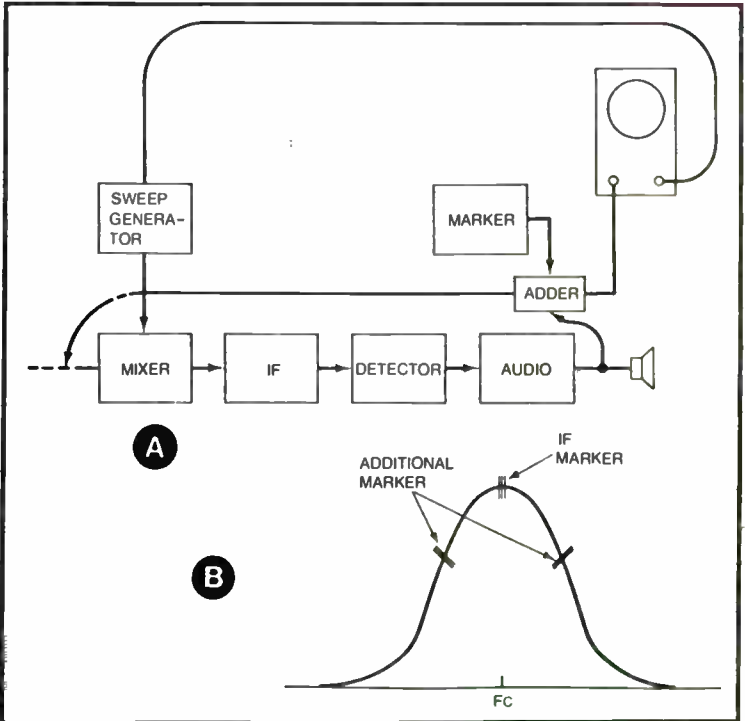 SWEEP
GENERA-
TOR
MARKER
ADDER
MIXER
IF
DETECTOR
AUDIO
A
IF
MARKER
ADDITIONAL
MARKER
B
FC